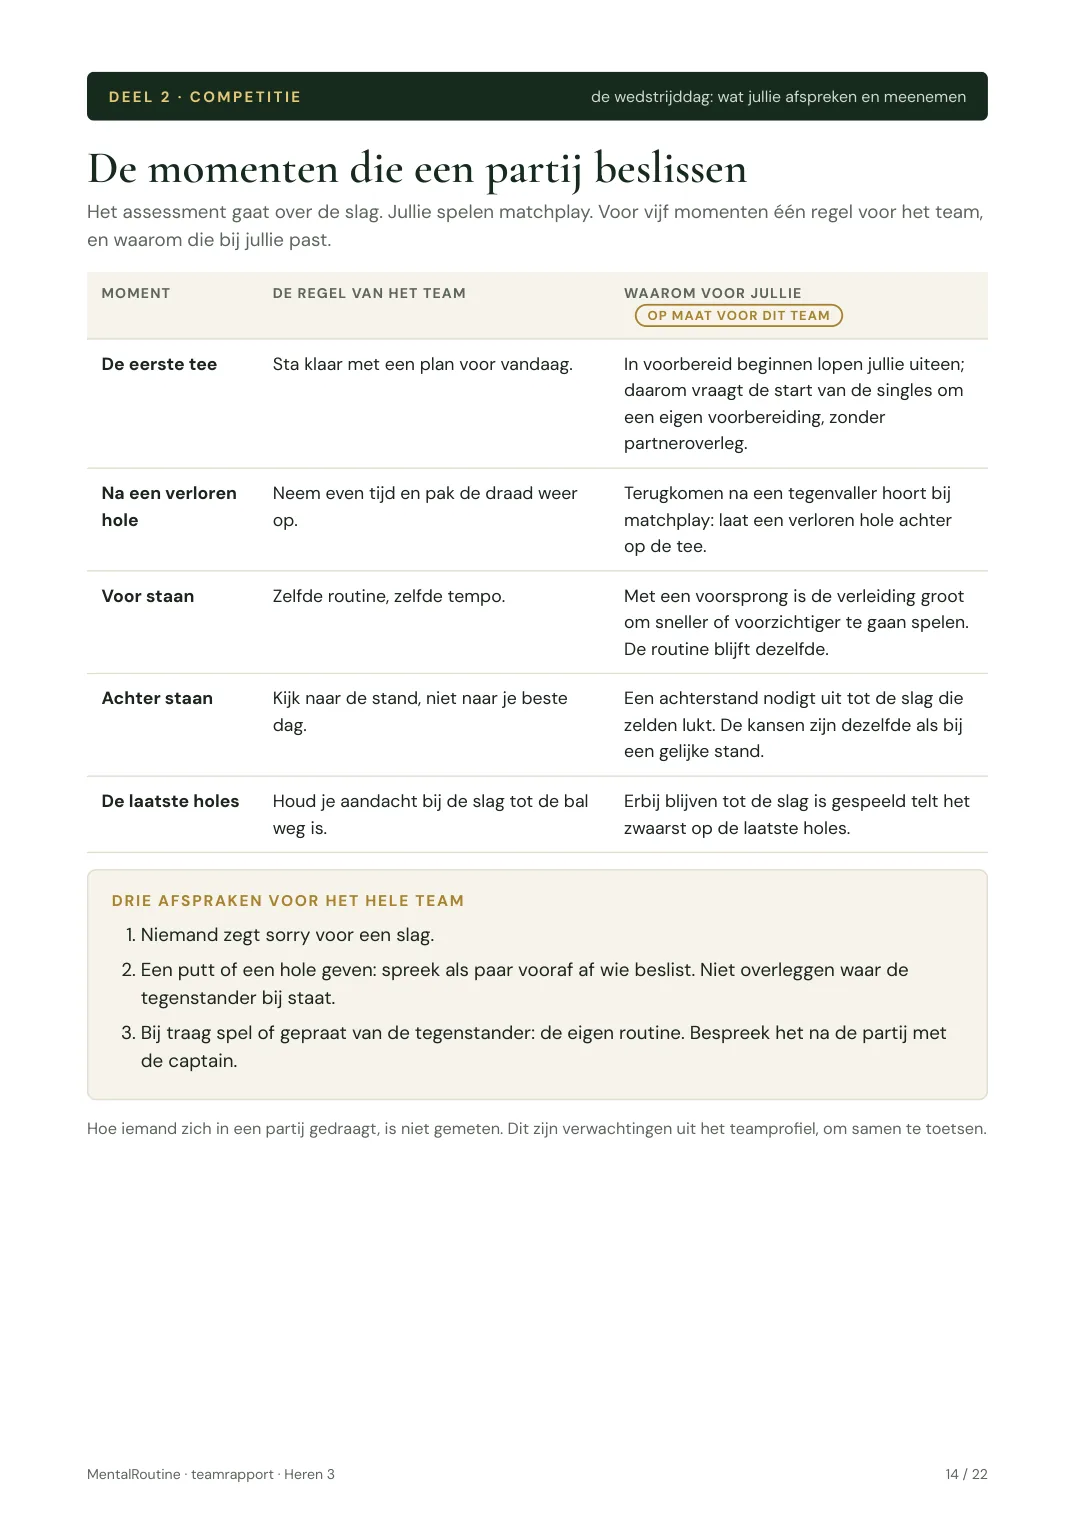 DEEL 2 · COMPETITIE
de wedstrijddag: wat jullie afspreken en meenemen
De momenten die een partij beslissen
Het assessment gaat over de slag. Jullie spelen matchplay. Voor vijf momenten één regel voor het team,
en waarom die bij jullie past.
MOMENT
DE REGEL VAN HET TEAM
WAAROM VOOR JULLIE
OP MAAT VOOR DIT TEAM
De eerste tee
Sta klaar met een plan voor vandaag.
In voorbereid beginnen lopen jullie uiteen;
daarom vraagt de start van de singles om
een eigen voorbereiding, zonder
partneroverleg.
Na een verloren
hole
Neem even tijd en pak de draad weer
op.
Terugkomen na een tegenvaller hoort bij
matchplay: laat een verloren hole achter
op de tee.
Voor staan
Zelfde routine, zelfde tempo.
Met een voorsprong is de verleiding groot
om sneller of voorzichtiger te gaan spelen.
De routine blijft dezelfde.
Achter staan
Kijk naar de stand, niet naar je beste
dag.
Een achterstand nodigt uit tot de slag die
zelden lukt. De kansen zijn dezelfde als bij
een gelijke stand.
De laatste holes
Houd je aandacht bij de slag tot de bal
weg is.
Erbij blijven tot de slag is gespeeld telt het
zwaarst op de laatste holes.
DRIE AFSPRAKEN VOOR HET HELE TEAM
1. Niemand zegt sorry voor een slag.
2. Een putt of een hole geven: spreek als paar vooraf af wie beslist. Niet overleggen waar de
tegenstander bij staat.
3. Bij traag spel of gepraat van de tegenstander: de eigen routine. Bespreek het na de partij met
de captain.
Hoe iemand zich in een partij gedraagt, is niet gemeten. Dit zijn verwachtingen uit het teamprofiel, om samen te toetsen.
MentalRoutine · teamrapport · Heren 3
14 / 22